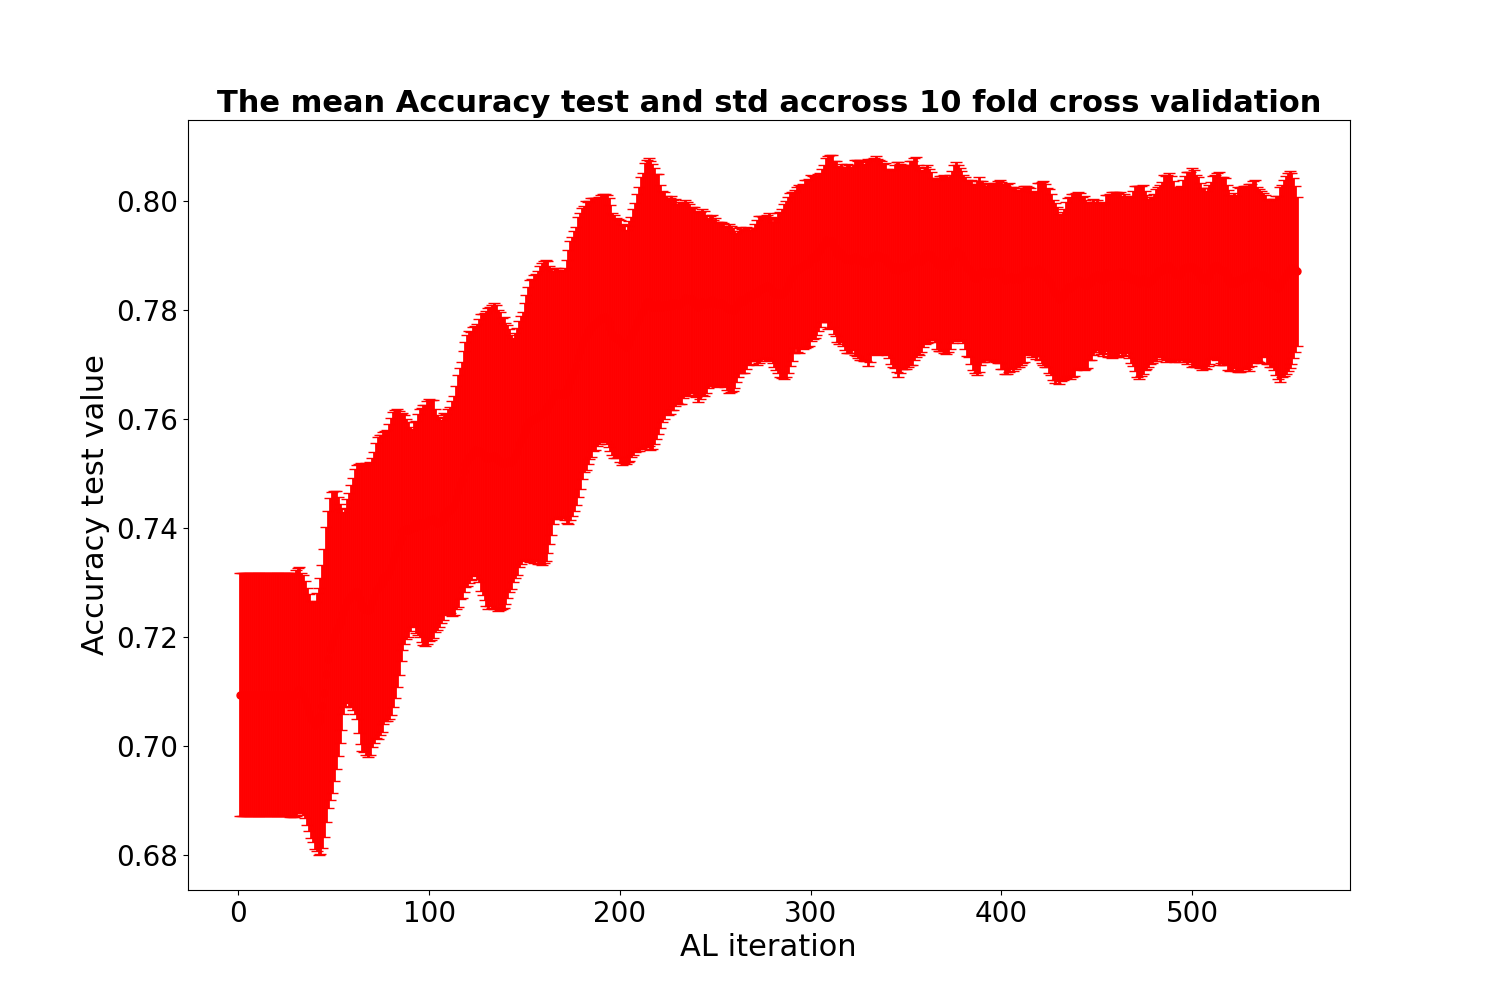 The mean Accuracy test and std accross 10 fold cross validation
Accuracy test value
0.80
0.78
0.76
0.74
0.72
0.70
0.68
0 100 200 300 400 500
AL iteration